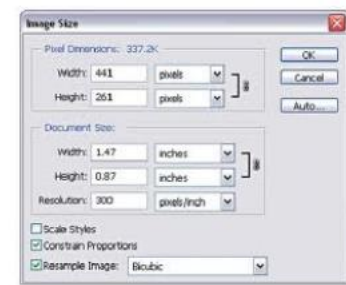 Image Size
Pixel Dimensions: 337.2K
OK
Width: 441 pixels
Cancel
Height: 261 pixels
Auto...
Document Size:
Width: 1.47 inches
Height: 0.87 inches
Resolution: 300 pixels/inch
Scale Styles
Constrain Proportions
Resample Image: Bicubic